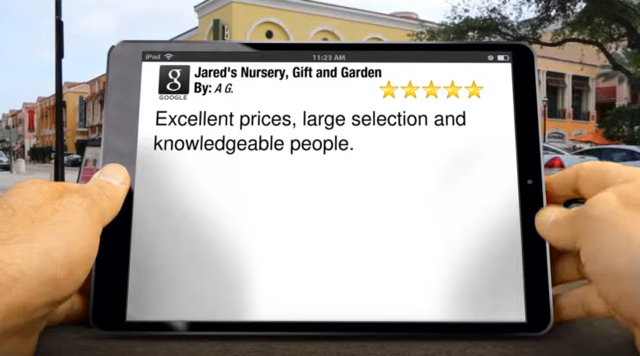 iPad
11:23 AM
g
GOOGLE
Jared's Nursery, Gift and Garden
By: A G.
Excellent prices, large selection and
knowledgeable people.